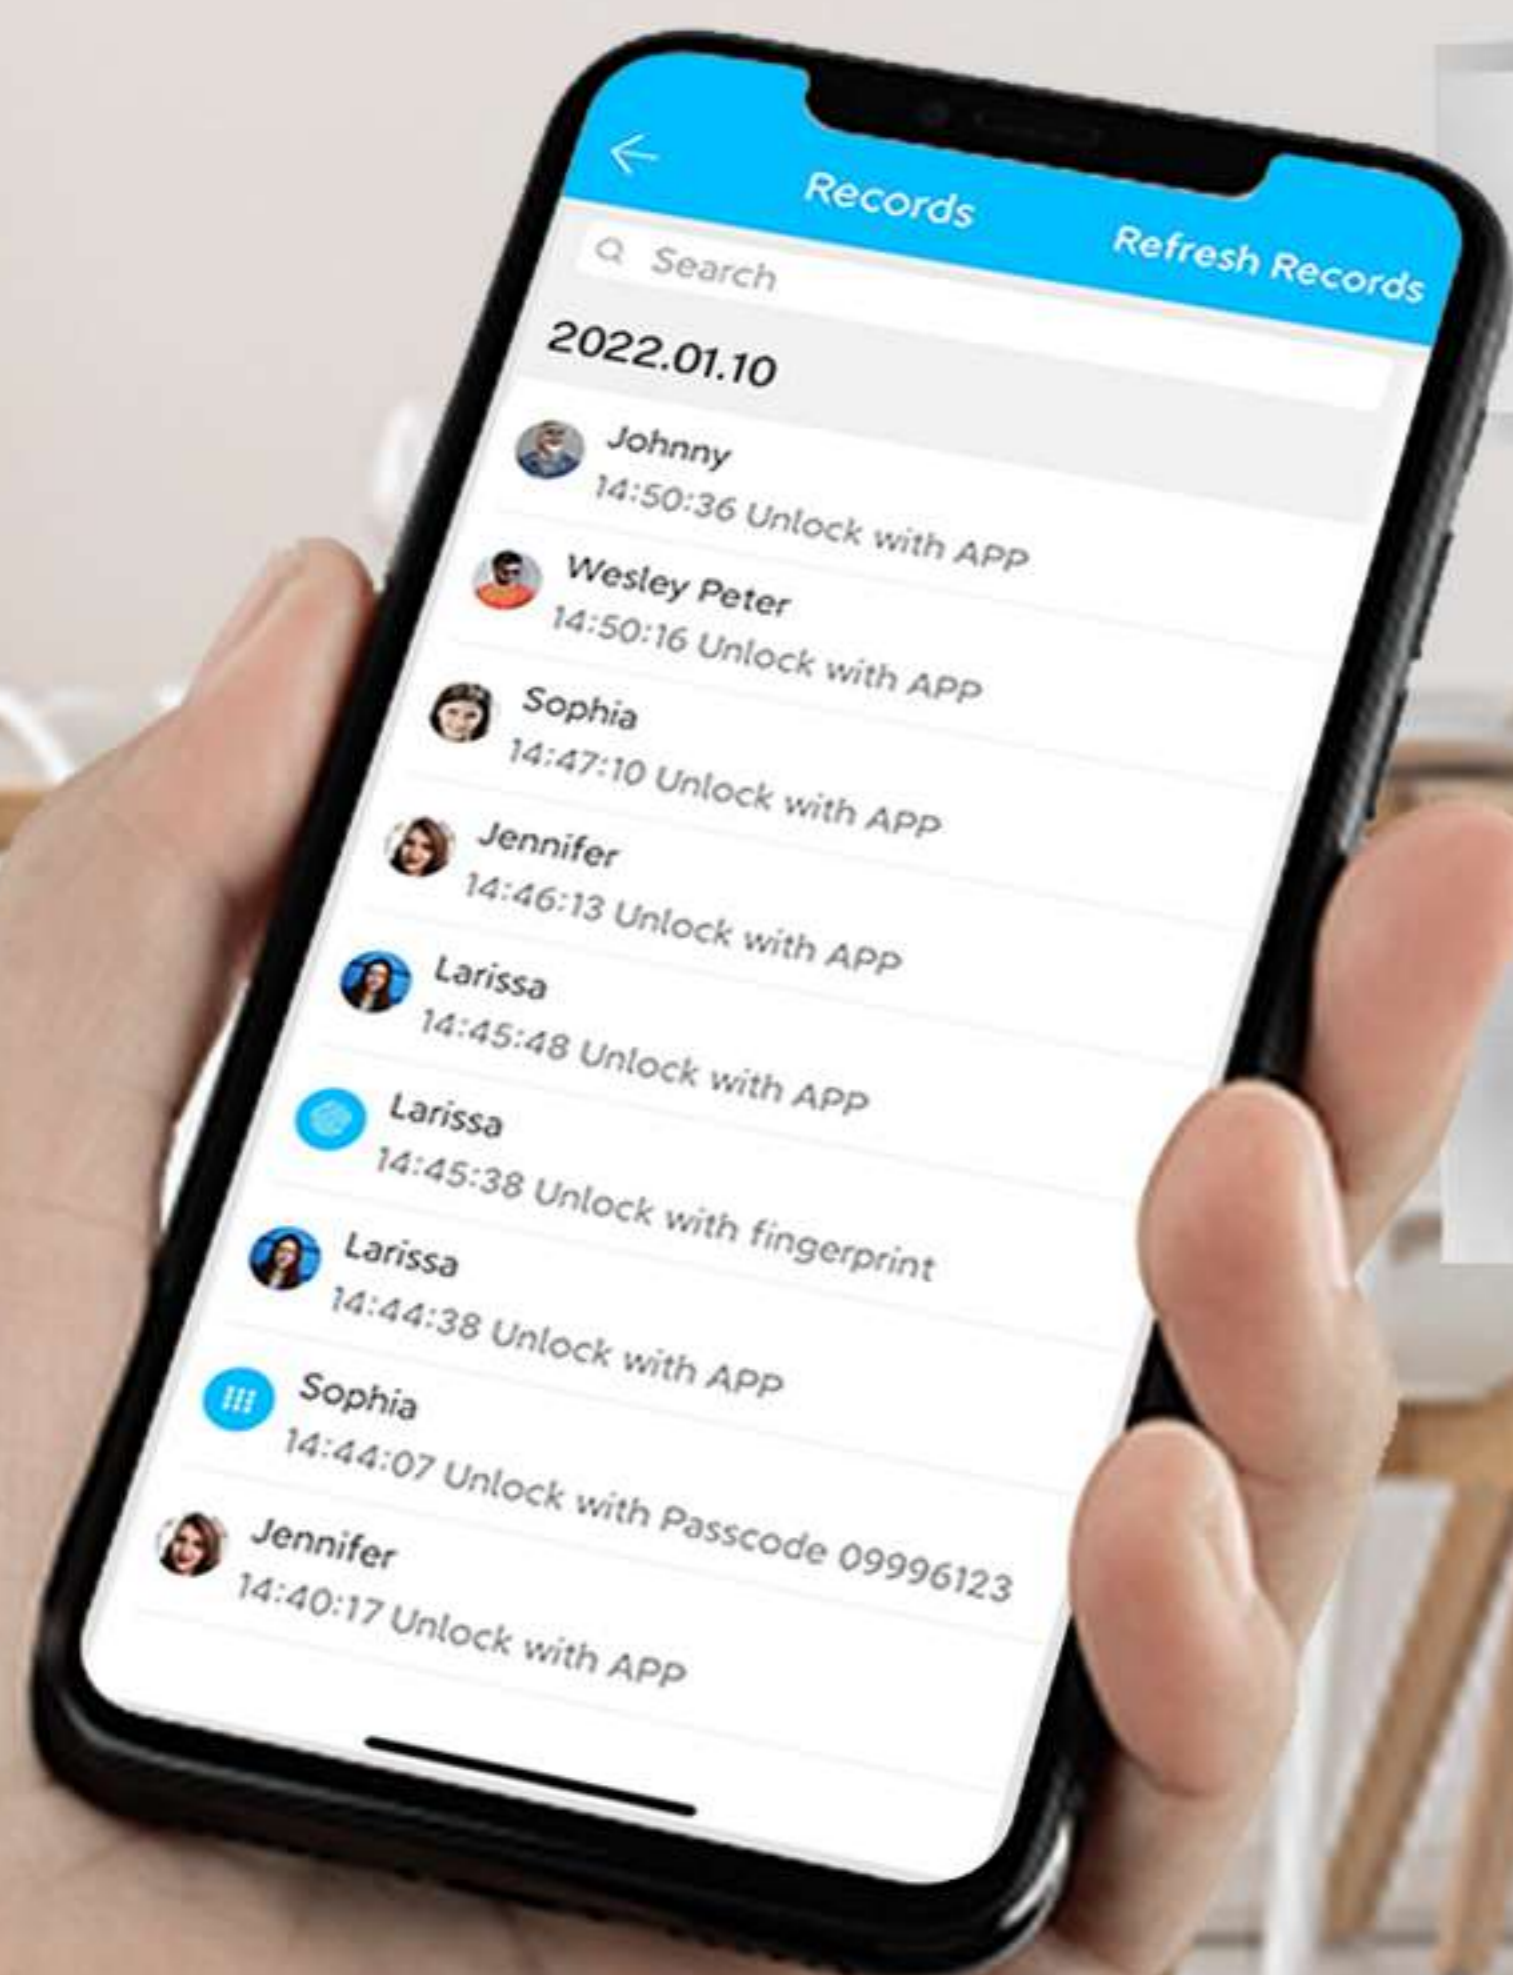 Records
Refresh Records
Search
2022.01.10
Johnny
14:50:36 Unlock with APP
Wesley Peter
14:50:16 Unlock with APP
Sophia
14:47:10 Unlock with APP
Jennifer
14:46:13 Unlock with APP
Larissa
14:45:48 Unlock with APP
Larissa
14:45:38 Unlock with fingerprint
Larissa
14:44:38 Unlock with APP
Sophia
14:44:07 Unlock with Passcode 09996123
Jennifer
14:40:17 Unlock with APP